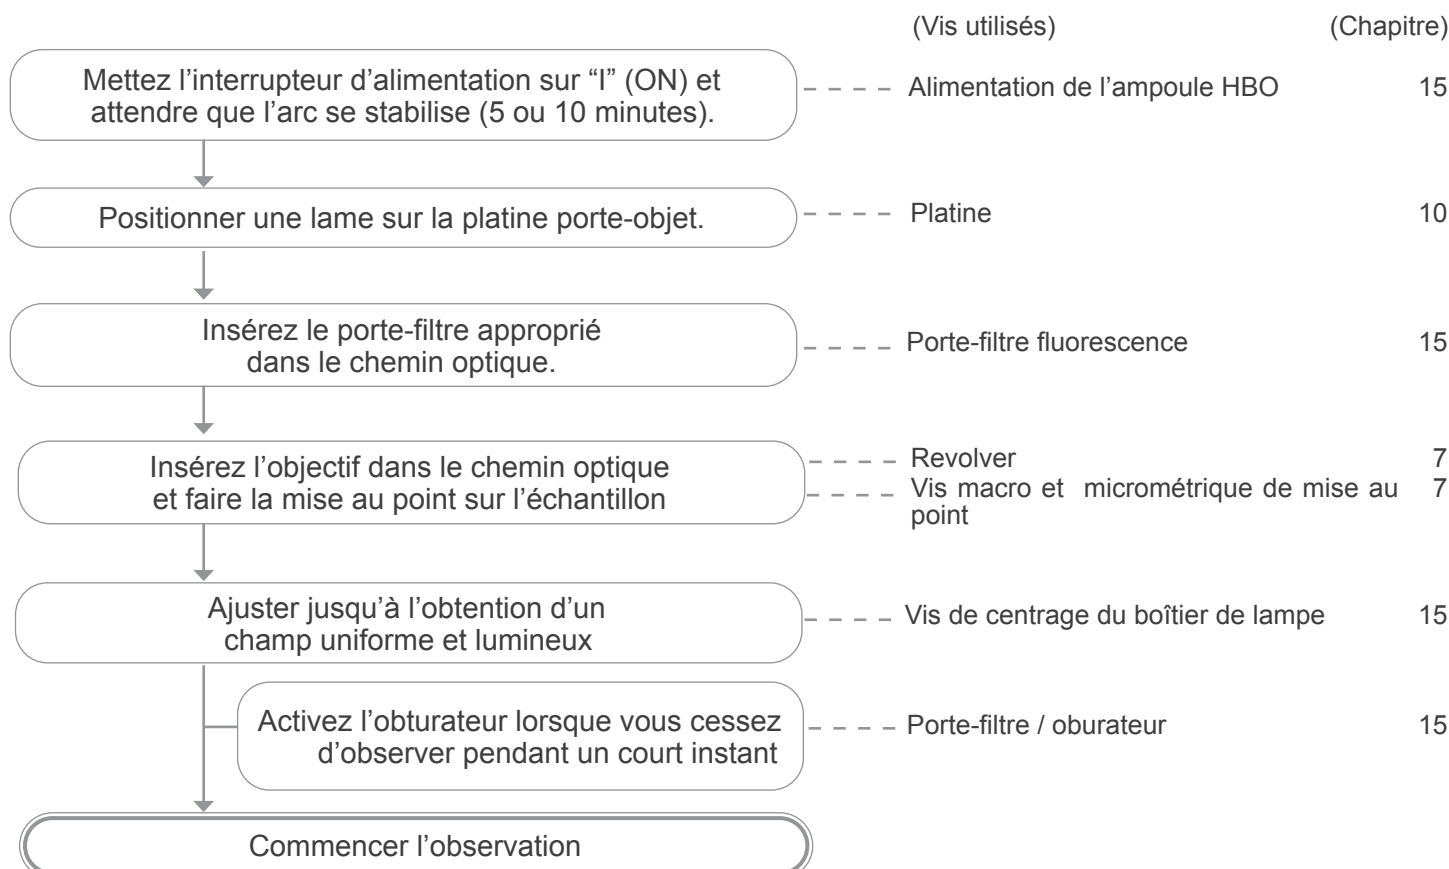 (Vis utilisés) (Chapitre)
Mettez l’interrupteur d’alimentation sur “I” (ON) et
attendre que l’arc se stabilise (5 ou 10 minutes).
Alimentation de l’ampoule HBO 15
Positionner une lame sur la platine porte-objet.
Platine 10
Insérez le porte-filtre approprié
dans le chemin optique.
Porte-filtre fluorescence 15
Insérez l’objectif dans le chemin optique
et faire la mise au point sur l’échantillon
Revolver 7
Vis macro et micrométrique de mise au 7
point
Ajuster jusqu’à l’obtention d’un
champ uniforme et lumineux
Vis de centrage du boîtier de lampe 15
Activez l’obturateur lorsque vous cessez
d’observer pendant un court instant
Porte-filtre / oburateur 15
Commencer l’observation